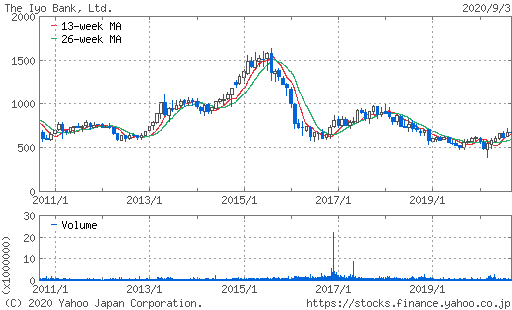 The Iyo Bank, Ltd. 2020/9/3
2000
13-week MA
26-week MA
1500
1000
500
0
2011/1 2013/1 2015/1 2017/1 2019/1
30
Volume
20
10
0
(x1000000)
2011/1 2013/1 2015/1 2017/1 2019/1
(C) 2020 Yahoo Japan Corporation. https://stocks.finance.yahoo.co.jp/